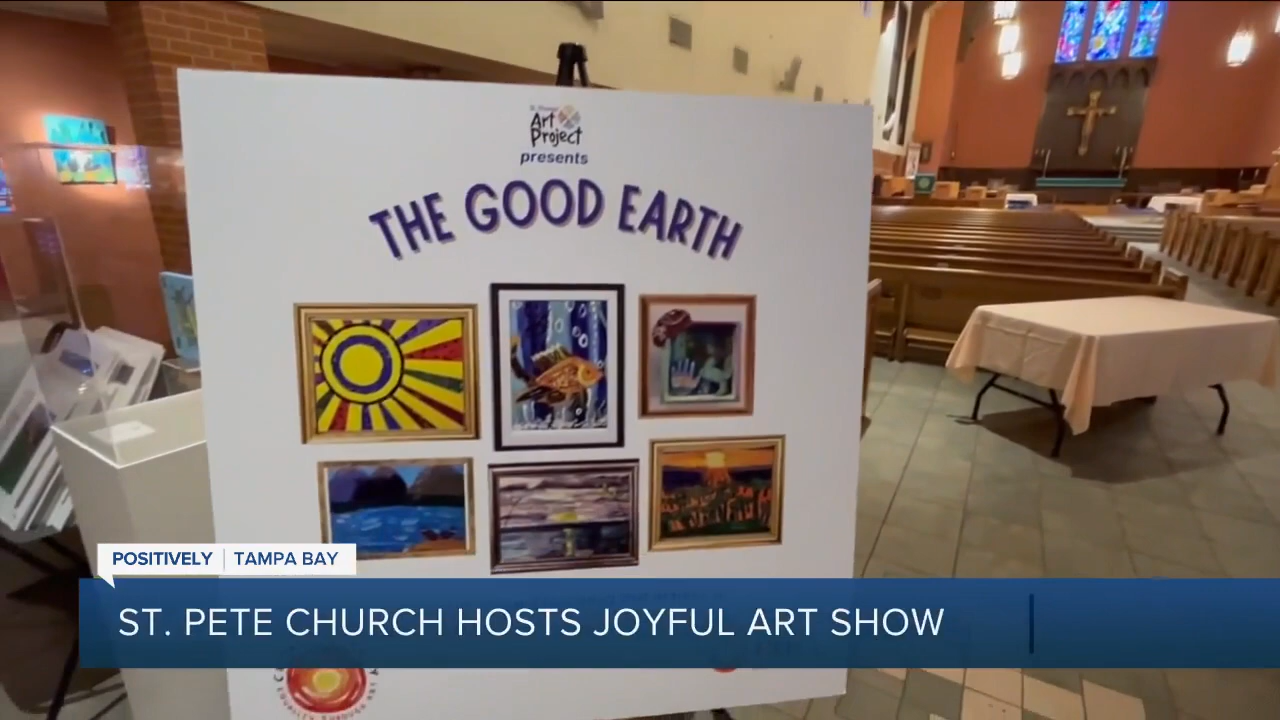 Art
Project
presents
THE GOOD EARTH
POSITIVELY | TAMPA BAY
ST. PETE CHURCH HOSTS JOYFUL ART SHOW